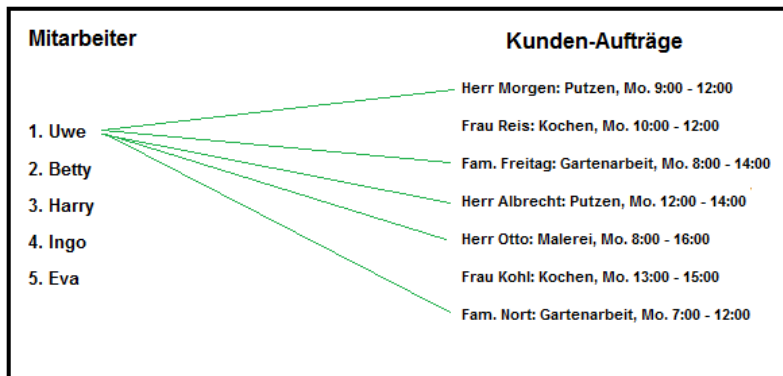 Mitarbeiter
Kunden-Aufträge
Herr Morgen: Putzen, Mo. 9:00 - 12:00
1. Uwe
Frau Reis: Kochen, Mo. 10:00 - 12:00
2. Betty
Fam. Freitag: Gartenarbeit, Mo. 8:00 - 14:00
3. Harry
Herr Albrecht: Putzen, Mo. 12:00 - 14:00
4. Ingo
Herr Otto: Malerei, Mo. 8:00 - 16:00
5. Eva
Frau Kohl: Kochen, Mo. 13:00 - 15:00
Fam. Nort: Gartenarbeit, Mo. 7:00 - 12:00